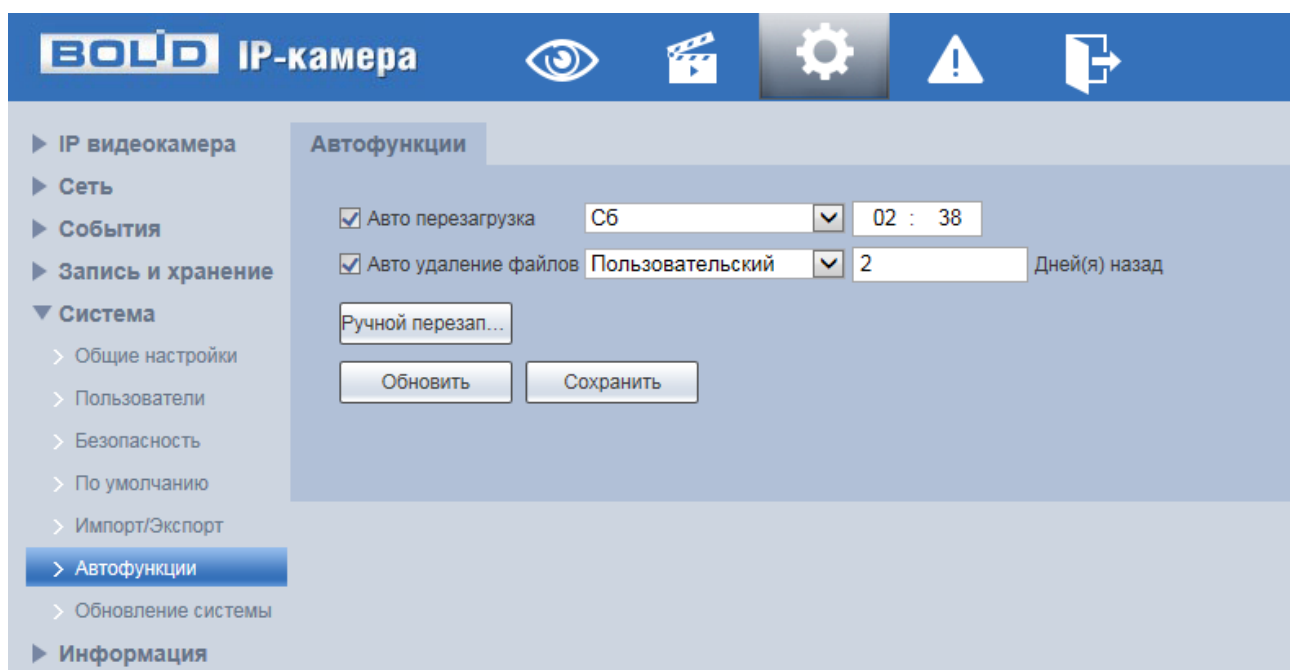 BOLID IP-камера
IP видеокамера
Сеть
События
Запись и хранение
Система
Общие настройки
Пользователи
Безопасность
По умолчанию
Импорт/Экспорт
Автофункции
Обновление системы
Информация
Автофункции
Авто перезагрузка Сб 02 : 38
Авто удаление файлов Пользовательский 2 Дней(я) назад
Ручной перезап...
Обновить Сохранить